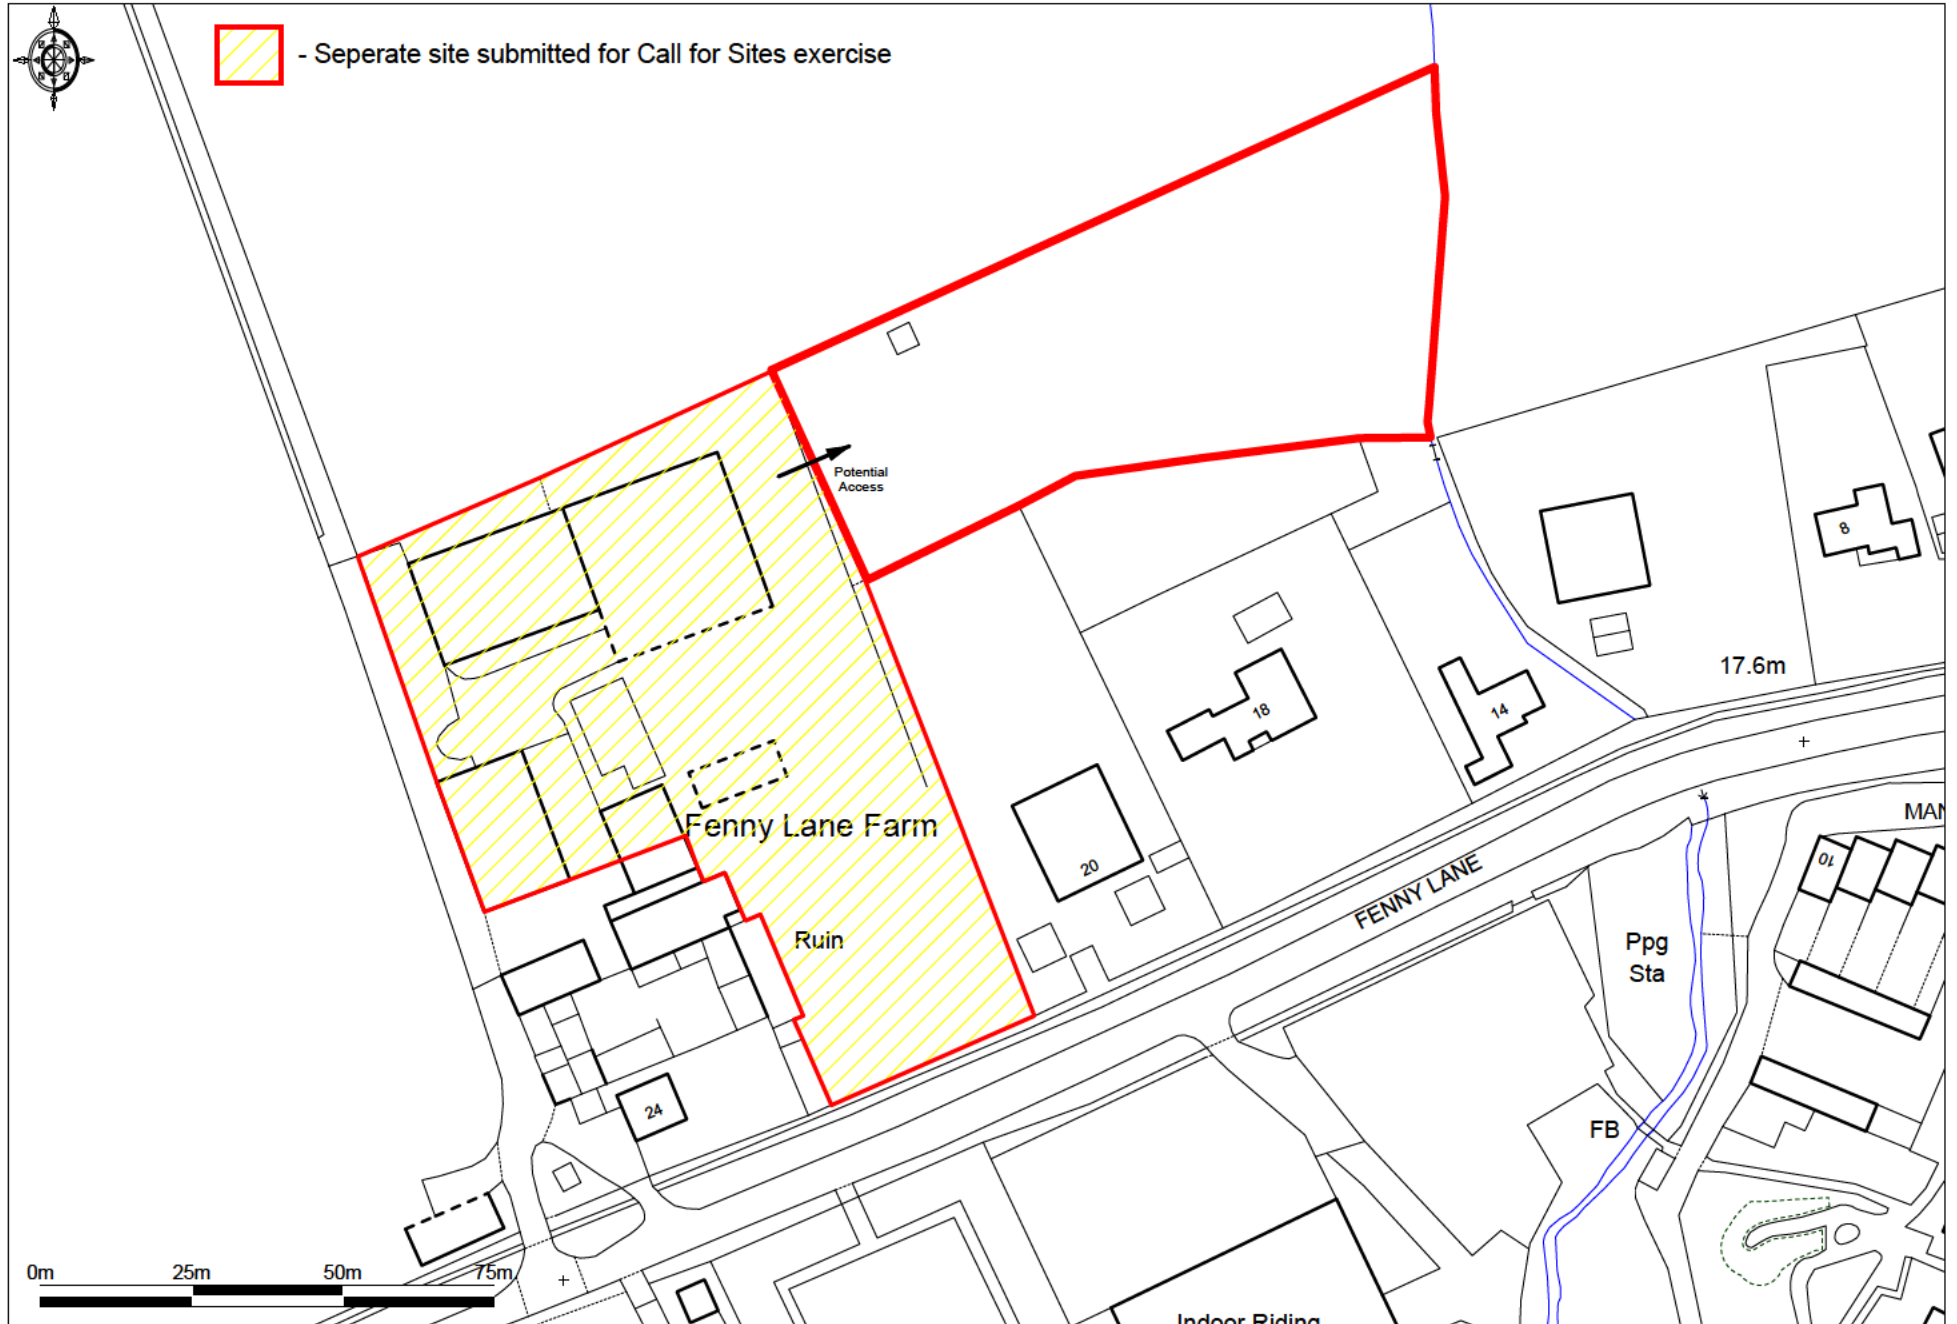 - Seperate site submitted for Call for Sites exercise
Potential
Access
8
17.6m
18
14
Fenny Lane Farm
20
FENNY LANE
MAN
10
Ruin
Ppg
Sta
24
FB
0m 25m 50m 75m
Indoor Riding